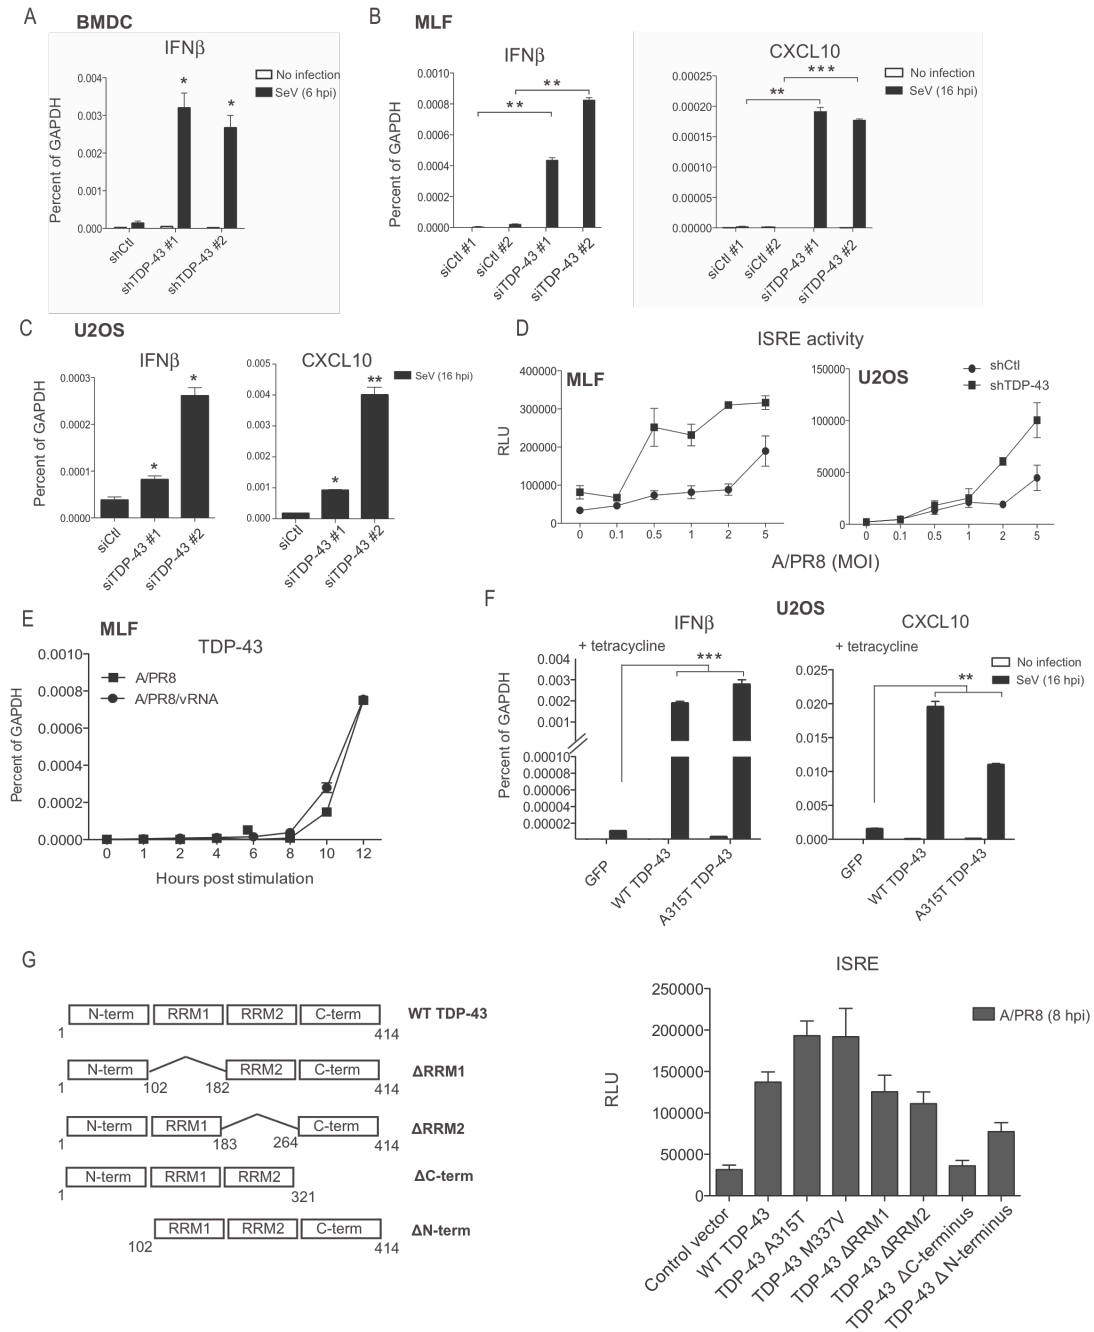 A
BMDC
IFNβ
Percent of GAPDH
0.004
0.003
0.002
0.001
0.000
*
*
No infection
SeV (6 hpi)
shCtl
shTDP-43 #1
shTDP-43 #2
B
MLF
IFNβ
Percent of GAPDH
0.0010
0.0008
0.0006
0.0004
0.0002
0.0000
**
**
siCtl #1
siCtl #2
siTDP-43 #1
siTDP-43 #2
CXCL10
0.00025
0.00020
0.00015
0.00010
0.00005
0.00000
***
**
No infection
SeV (16 hpi)
siCtl #1
siCtl #2
siTDP-43 #1
siTDP-43 #2
C
U2OS
IFNβ
Percent of GAPDH
0.0003
0.0002
0.0001
0.0000
*
*
siCtl
siTDP-43 #1
siTDP-43 #2
CXCL10
0.005
0.004
0.003
0.002
0.001
0.000
*
**
SeV (16 hpi)
siCtl
siTDP-43 #1
siTDP-43 #2
D
ISRE activity
MLF
RLU
400000
300000
200000
100000
0
0 0.1 0.5 1 2 5
U2OS
shCtl
shTDP-43
150000
100000
50000
0
0 0.1 0.5 1 2 5
A/PR8 (MOI)
E
MLF
TDP-43
Percent of GAPDH
0.0010
0.0008
0.0004
0.0002
0.0000
A/PR8
A/PR8/vRNA
0 1 2 4 6 8 10 12
Hours post stimulation
F
U2OS
IFNβ
+ tetracycline
Percent of GAPDH
0.004
0.003
0.002
0.001
0.00010
0.00008
0.00006
0.00004
0.00002
***
GFP
WT TDP-43
A315T TDP-43
CXCL10
+ tetracycline
0.025
0.020
0.015
0.010
0.005
0.000
**
No infection
SeV (16 hpi)
GFP
WT TDP-43
A315T TDP-43
G
N-term RRM1 RRM2 C-term WT TDP-43
1 414
N-term RRM2 C-term ΔRRM1
1 102 182 414
N-term RRM1 C-term ΔRRM2
1 183 264 414
N-term RRM1 RRM2 ΔC-term
1 321
RRM1 RRM2 C-term ΔN-term
102 414
ISRE
RLU
250000
200000
150000
100000
50000
0
A/PR8 (8 hpi)
Control vector
WT TDP-43
TDP-43 A315T
TDP-43 M337V
TDP-43 ΔRRM1
TDP-43 ΔRRM2
TDP-43 ΔC-terminus
TDP-43 Δ N-terminus